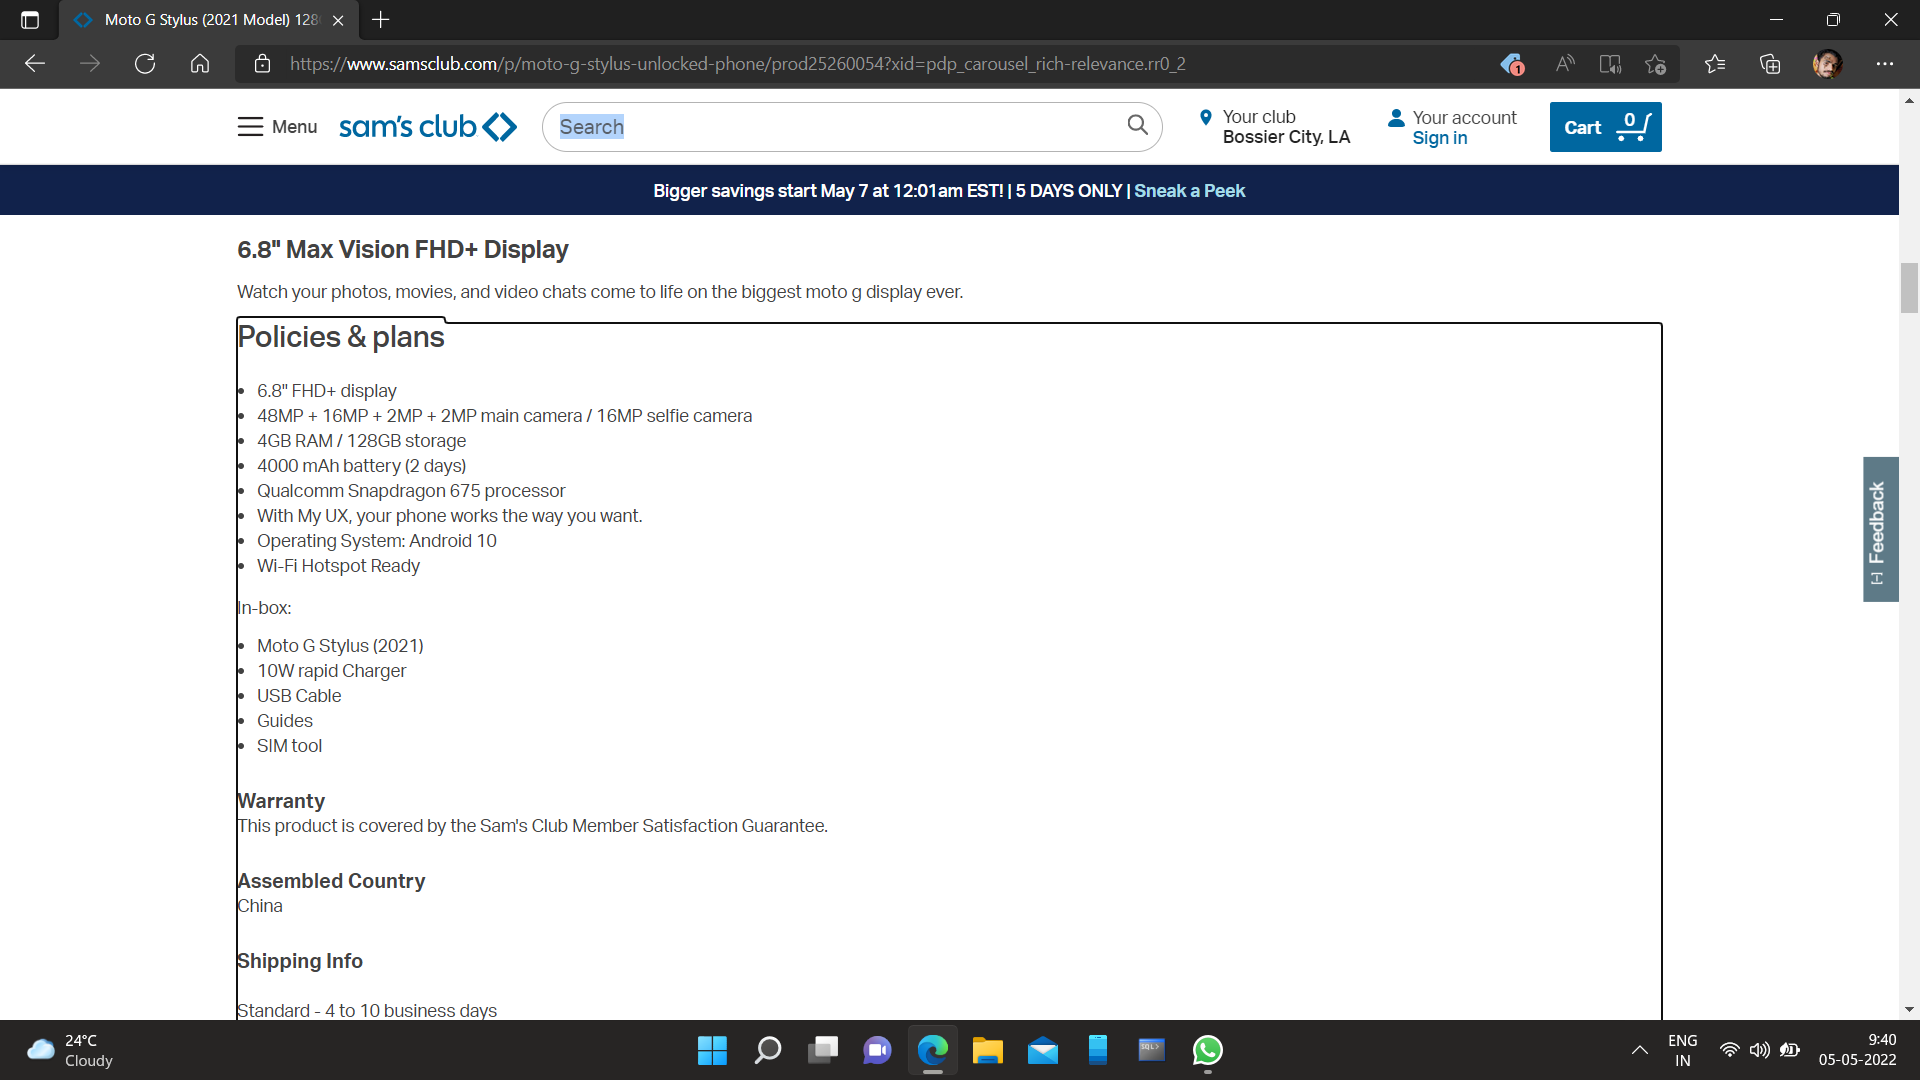 Moto G Stylus (2021 Model) 128
https://www.samsclub.com/p/moto-g-stylus-unlocked-phone/prod25260054?xid=pdp_carousel_rich-relevance.rr0_2
1
Menu
sam's club
Search
Your club
Bossier City, LA
Your account
Sign in
Cart
0
Bigger savings start May 7 at 12:01am EST! | 5 DAYS ONLY | Sneak a Peek
6.8" Max Vision FHD+ Display
Watch your photos, movies, and video chats come to life on the biggest moto g display ever.
Policies & plans
6.8" FHD+ display
48MP + 16MP + 2MP + 2MP main camera / 16MP selfie camera
4GB RAM / 128GB storage
4000 mAh battery (2 days)
Qualcomm Snapdragon 675 processor
With My UX, your phone works the way you want.
Operating System: Android 10
Wi-Fi Hotspot Ready
In-box:
Moto G Stylus (2021)
10W rapid Charger
USB Cable
Guides
SIM tool
Warranty
This product is covered by the Sam's Club Member Satisfaction Guarantee.
Assembled Country
China
Shipping Info
Standard - 4 to 10 business days
[-] Feedback
24°C
Cloudy
SQL>
ENG
IN
9:40
05-05-2022